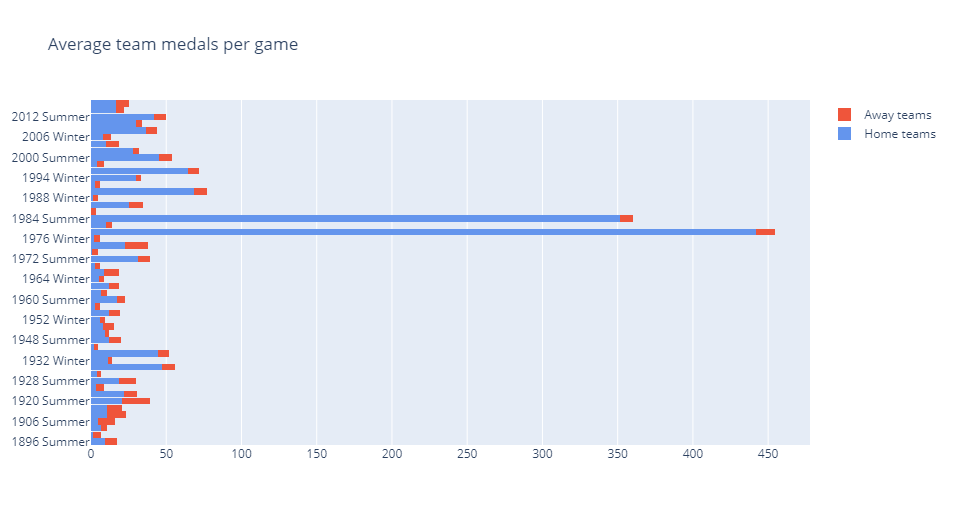 Average team medals per game
2012 Summer
2006 Winter
2000 Summer
1994 Winter
1988 Winter
1984 Summer
1976 Winter
1972 Summer
1964 Winter
1960 Summer
1952 Winter
1948 Summer
1932 Winter
1928 Summer
1920 Summer
1906 Summer
1896 Summer
0 50 100 150 200 250 300 350 400 450
Away teams
Home teams